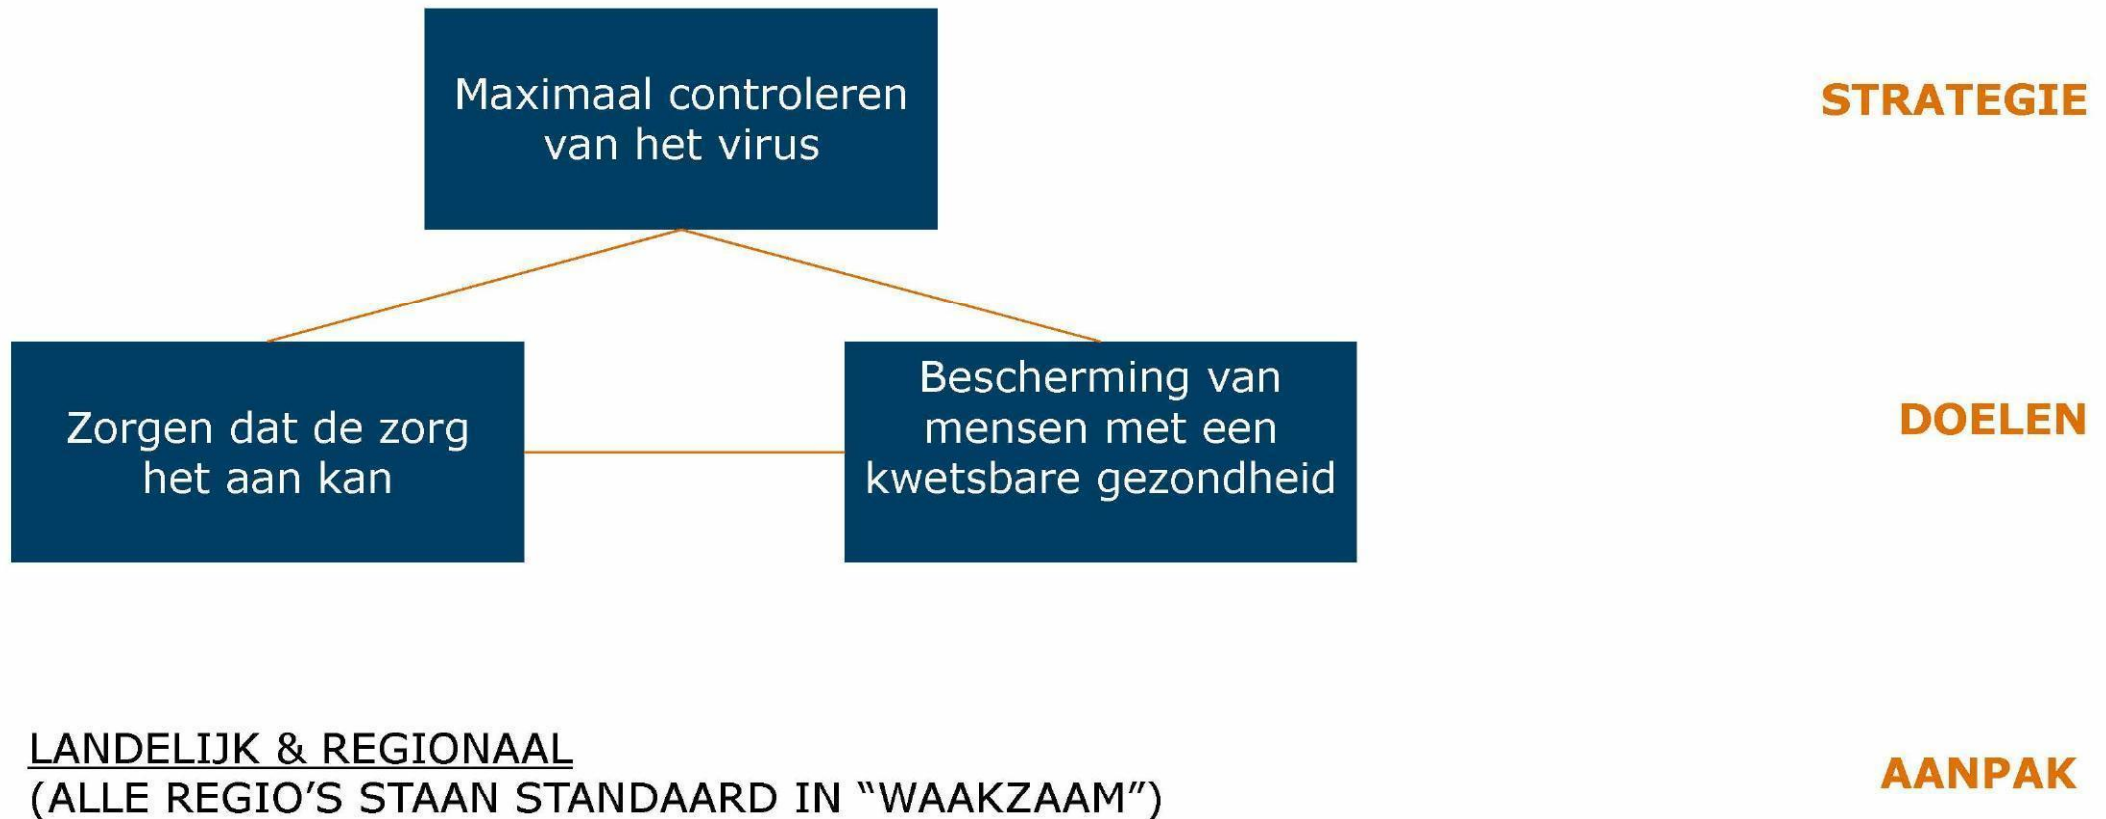 Maximaal controleren
van het virus
STRATEGIE
Zorgen dat de zorg
het aan kan
Bescherming van
mensen met een
kwetsbare gezondheid
DOELEN
LANDELIJK & REGIONAAL
(ALLE REGIO’S STAAN STANDAARD IN “WAAKZAAM”)
AANPAK